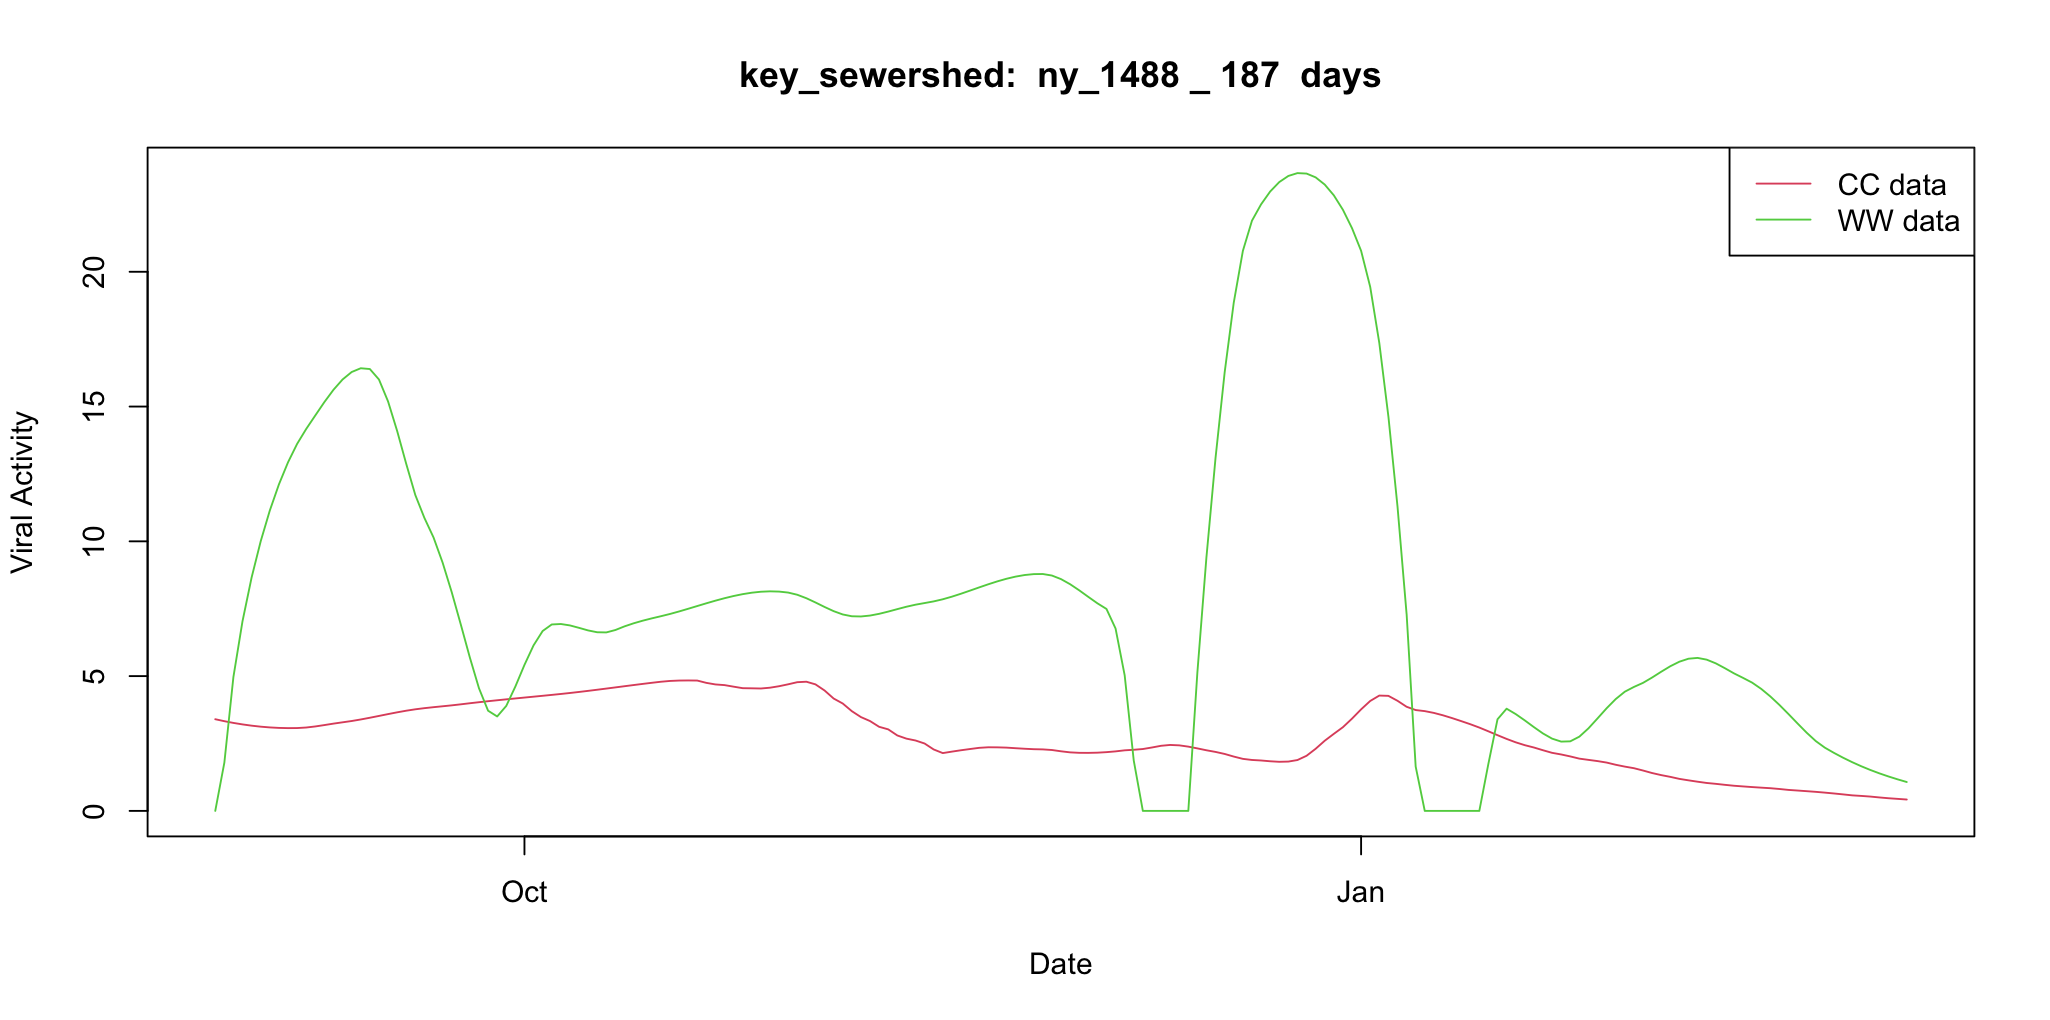 key_sewershed: ny_1488 _ 187 days
CC data
WW data
Viral Activity
20
15
10
5
0
Oct
Jan
Date